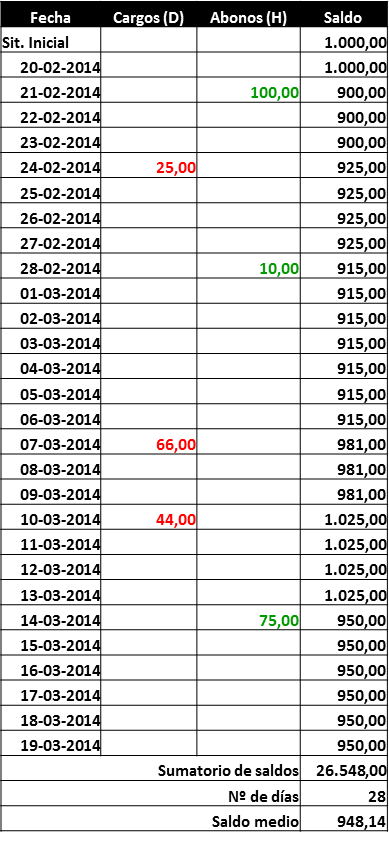 Fecha Cargos (D) Abonos (H) Saldo
Sit. Inicial 1.000,00
20-02-2014 1.000,00
21-02-2014 100,00 900,00
22-02-2014 900,00
23-02-2014 900,00
24-02-2014 25,00 925,00
25-02-2014 925,00
26-02-2014 925,00
27-02-2014 925,00
28-02-2014 10,00 915,00
01-03-2014 915,00
02-03-2014 915,00
03-03-2014 915,00
04-03-2014 915,00
05-03-2014 915,00
06-03-2014 915,00
07-03-2014 66,00 981,00
08-03-2014 981,00
09-03-2014 981,00
10-03-2014 44,00 1.025,00
11-03-2014 1.025,00
12-03-2014 1.025,00
13-03-2014 1.025,00
14-03-2014 75,00 950,00
15-03-2014 950,00
16-03-2014 950,00
17-03-2014 950,00
18-03-2014 950,00
19-03-2014 950,00
Sumatorio de saldos 26.548,00
Nº de días 28
Saldo medio 948,14